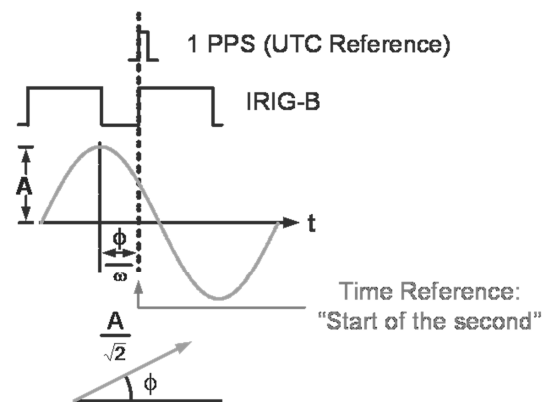 1 PPS (UTC Reference)
IRIG-B
A
t
ϕ
ω
Time Reference:
"Start of the second"
A
√2
ϕ